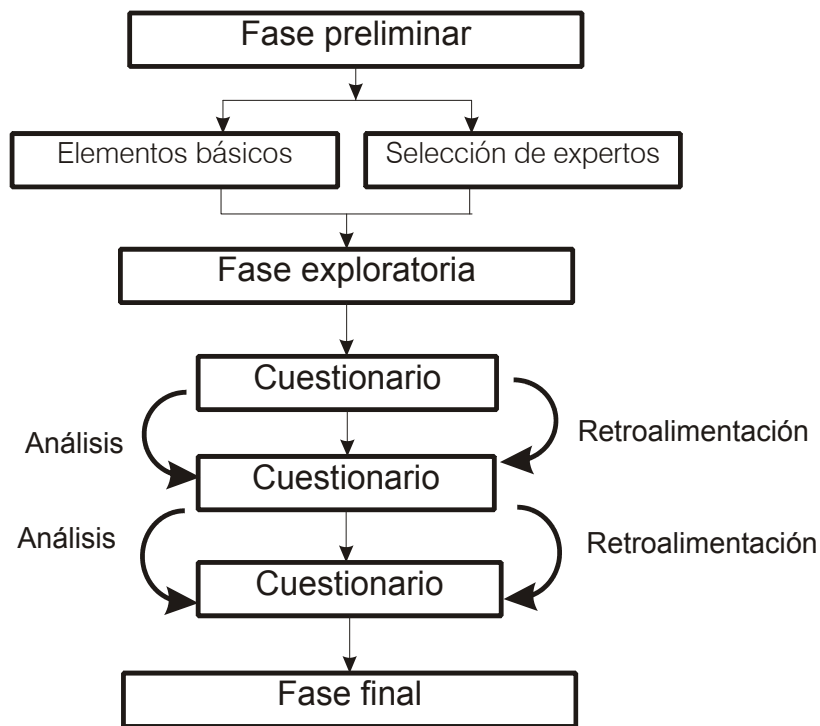 Fase preliminar
Elementos básicos
Selección de expertos
Fase exploratoria
Cuestionario
Análisis
Retroalimentación
Cuestionario
Análisis
Retroalimentación
Cuestionario
Fase final